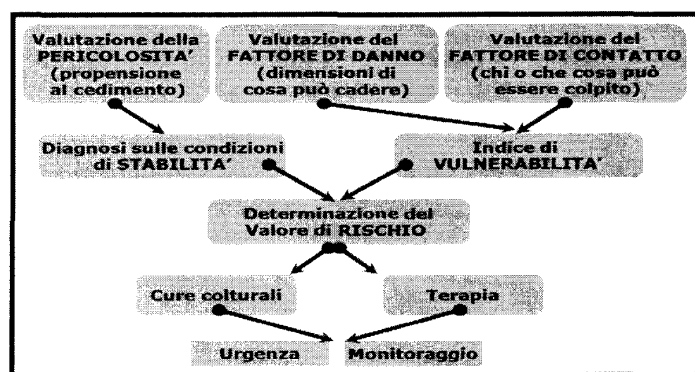 Valutazione della
PERICOLOSITA'
(propensione
al cedimento)
Valutazione del
FATTORE DI DANNO
(dimensioni di
cosa può cadere)
Valutazione del
FATTORE DI CONTATTO
(chi o che cosa può
essere colpito)
Diagnosi sulle condizioni
di STABILITA'
Indice di
VULNERABILITA'
Determinazione del
Valore di RISCHIO
Cure colturali
Terapia
Urgenza
Monitoraggio